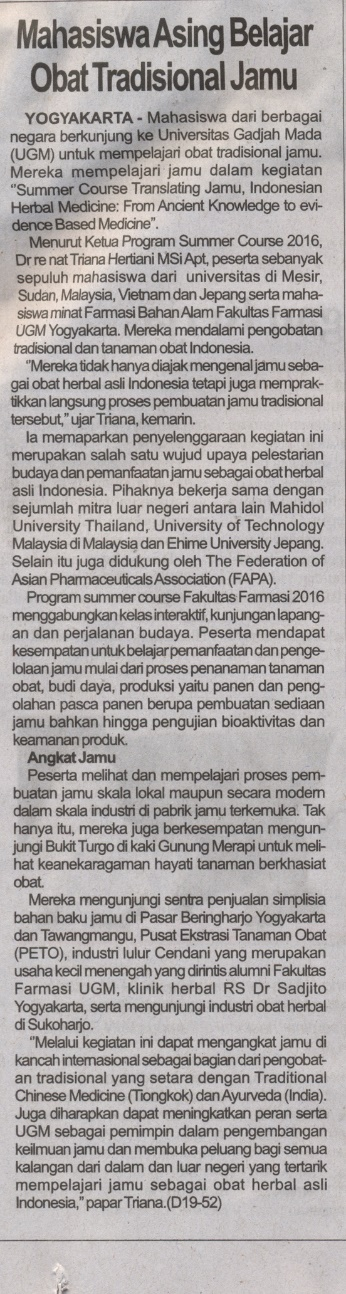 Mahasiswa Asing Belajar
Obat Tradisional Jamu
YOGYAKARTA - Mahasiswa dari berbagai
negara berkunjung ke Universitas Gadjah Mada
(UGM) untuk mempelajari obat tradisional jamu.
Mereka mempelajari jamu dalam kegiatan
"Summer Course Translating Jamu, Indonesian
Herbal Medicine: From Ancient Knowledge to evi-
dence Based Medicine".
Menurut Ketua Program Summer Course 2016,
Dr re nat Triana Hertiani MSi Apt, peserta sebanyak
sepuluh mahasiswa dari universitas di Mesir,
Sudan, Malaysia, Vietnam dan Jepang serta maha-
siswa minat Farmasi Bahan Alam Fakultas Farmasi
UGM Yogyakarta. Mereka mendalami pengobatan
tradisional dan tanaman obat Indonesia.
"Mereka tidak hanya diajak mengenal jamu seba-
gai obat herbal asli Indonesia tetapi juga memprak-
tikkan langsung proses pembuatan jamu tradisional
tersebut," ujar Triana, kemarin.
Ia memaparkan penyelenggaraan kegiatan ini
merupakan salah satu wujud upaya pelestarian
budaya dan pemanfaatan jamu sebagai obat herbal
asli Indonesia. Pihaknya bekerja sama dengan
sejumlah mitra luar negeri antara lain Mahidol
University Thailand, University of Technology
Malaysia di Malaysia dan Ehime University Jepang.
Selain itu juga didukung oleh The Federation of
Asian Pharmaceuticals Association (FAPA).
Program summer course Fakultas Farmasi 2016
menggabungkan kelas interaktif, kunjungan lapang-
an dan perjalanan budaya. Peserta mendapat
kesempatan untuk belajar pemanfaatan dan penge-
lolaan jamu mulai dari proses penanaman tanaman
obat, budi daya, produksi yaitu panen dan peng-
olahan pasca panen berupa pembuatan sediaan
jamu bahkan hingga pengujian bioaktivitas dan
keamanan produk.
Angkat Jamu
Peserta melihat dan mempelajari proses pem-
buatan jamu skala lokal maupun secara modern
dalam skala industri di pabrik jamu terkemuka. Tak
hanya itu, mereka juga berkesempatan mengun-
jungi Bukit Turgo di kaki Gunung Merapi untuk meli-
hat keanekaragaman hayati tanaman berkhasiat
obat.
Mereka mengunjungi sentra penjualan simplisia
bahan baku jamu di Pasar Beringharjo Yogyakarta
dan Tawangmangu, Pusat Ekstrasi Tanaman Obat
(PETO), industri lulur Cendani yang merupakan
usaha kecil menengah yang dirintis alumni Fakultas
Farmasi UGM, klinik herbal RS Dr Sadjito
Yogyakarta, serta mengunjungi industri obat herbal
di Sukoharjo.
"Melalui kegiatan ini dapat mengangkat jamu di
kancah internasional sebagai bagian dari pengobat-
an tradisional yang setara dengan Traditional
Chinese Medicine (Tiongkok) dan Ayurveda (India).
Juga diharapkan dapat meningkatkan peran serta
UGM sebagai pemimpin dalam pengembangan
keilmuan jamu dan membuka peluang bagi semua
kalangan dari dalam dan luar negeri yang tertarik
mempelajari jamu sebagai obat herbal asli
Indonesia," papar Triana.(D19-52)